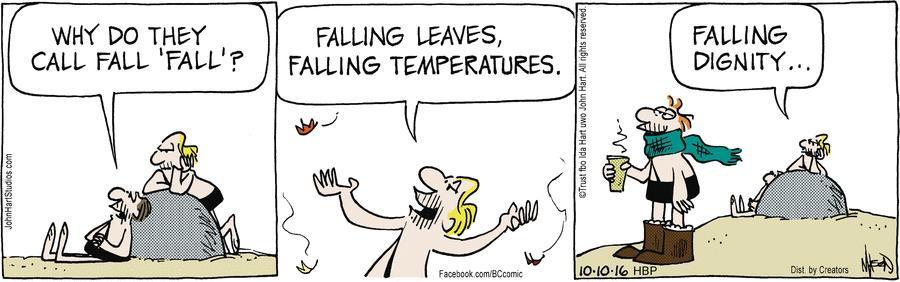 WHY DO THEY
CALL FALL 'FALL'?
JohnHartStudios.com
FALLING LEAVES,
FALLING TEMPERATURES.
Facebook.com/BCcomic
©Trust fbo Ida Hart uwo John Hart. All rights reserved.
FALLING
DIGNITY...
10·10·16 HBP
Dist. by Creators